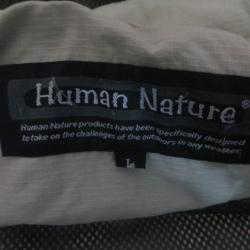 Human Nature®
Human Nature products have been specifically designed
to take on the challenges of the outdoors in any weather.
L